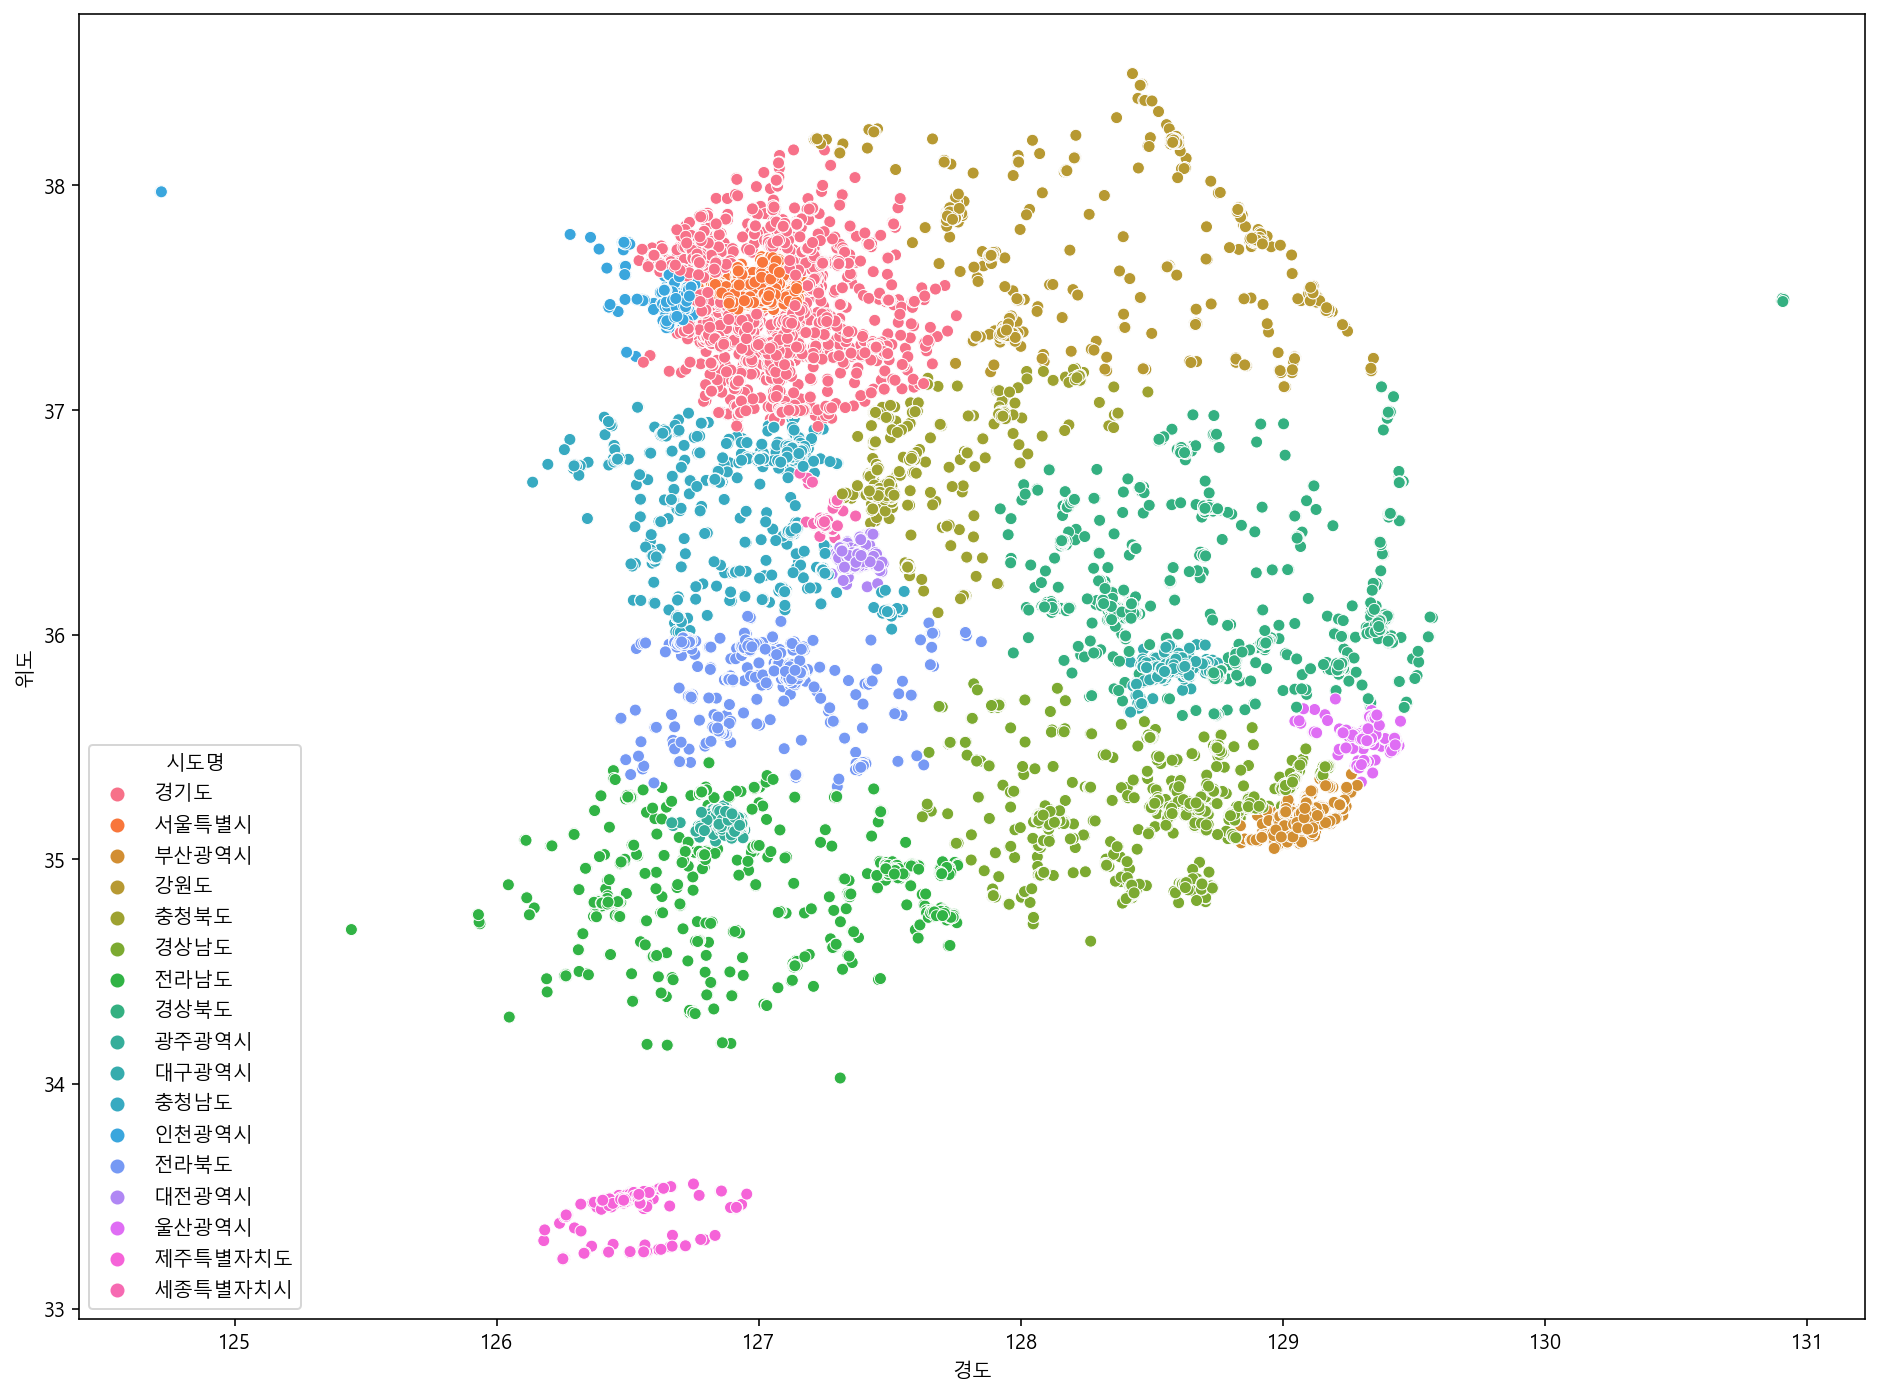 38
37
36
35
34
33
위도
시도명
경기도
서울특별시
부산광역시
강원도
충청북도
경상남도
전라남도
경상북도
광주광역시
대구광역시
충청남도
인천광역시
전라북도
대전광역시
울산광역시
제주특별자치도
세종특별자치시
125 126 127 128 129 130 131
경도